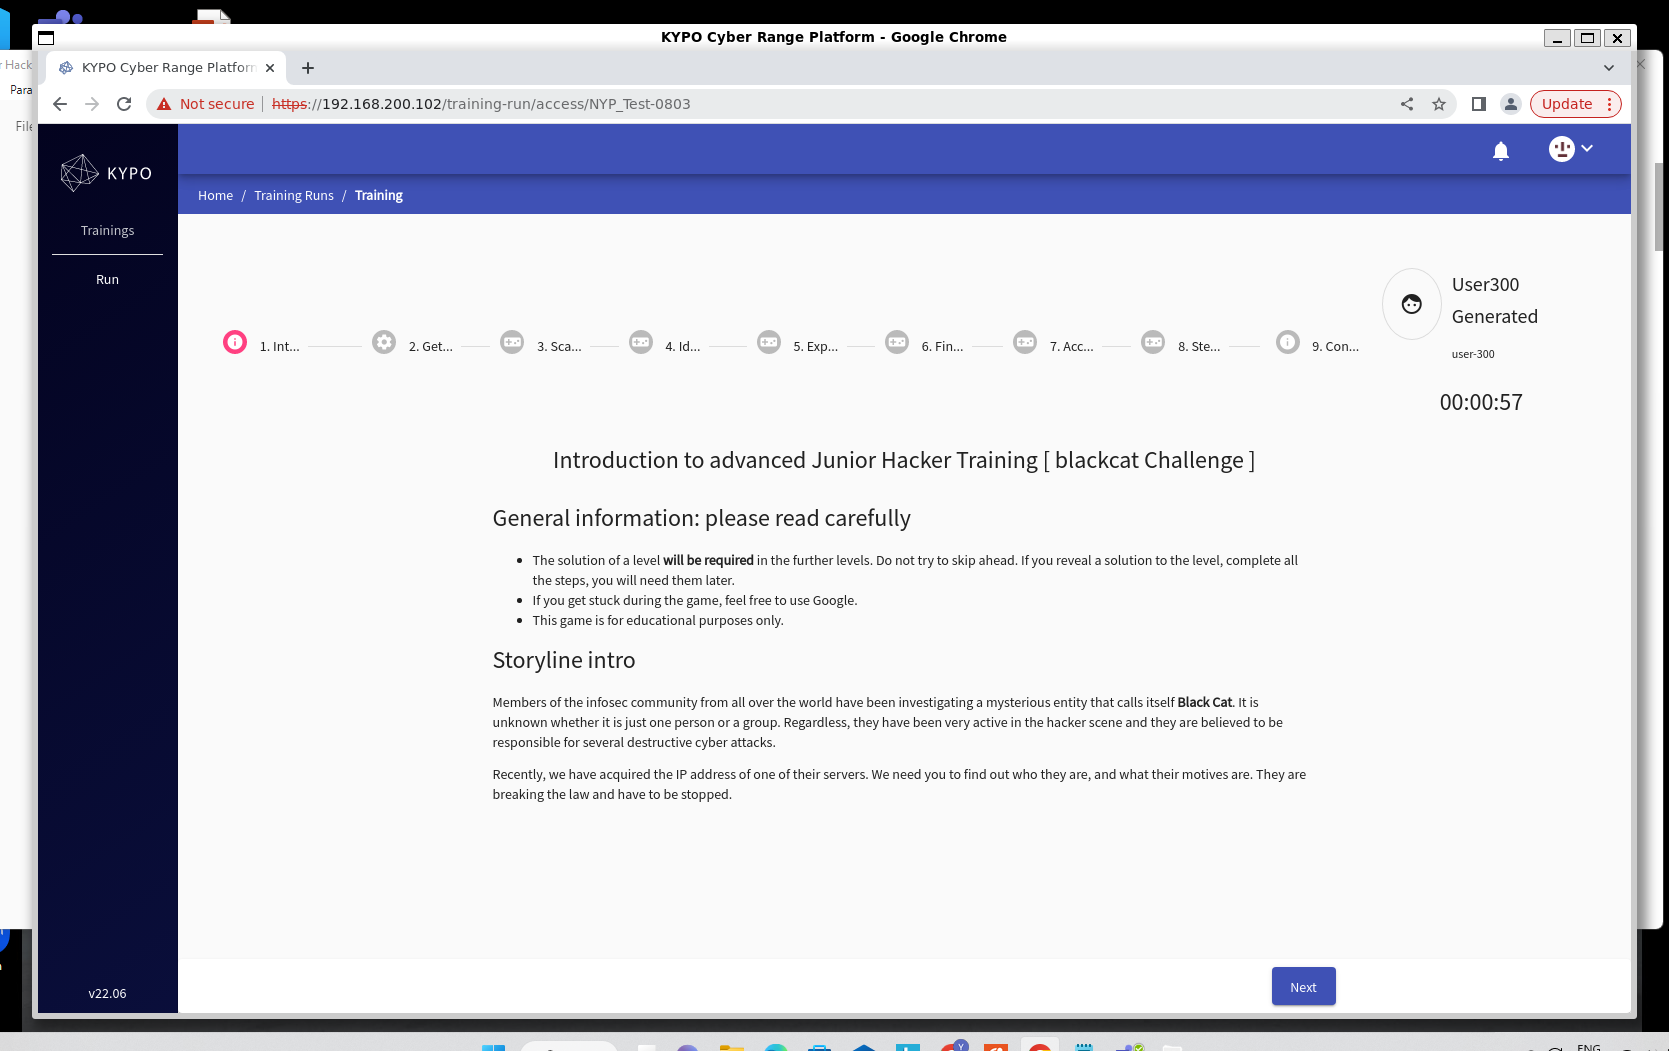 KYPO Cyber Range Platform - Google Chrome
KYPO Cyber Range Platform
Not secure https://192.168.200.102/training-run/access/NYP_Test-0803 Update
r Hack
Para
File
KYPO
Trainings
Run
Home / Training Runs / Training
User300
Generated
user-300
00:00:57
1. Int... 2. Get... 3. Sca... 4. Id... 5. Exp... 6. Fin... 7. Acc... 8. Ste... 9. Con...
Introduction to advanced Junior Hacker Training [ blackcat Challenge ]
General information: please read carefully
The solution of a level will be required in the further levels. Do not try to skip ahead. If you reveal a solution to the level, complete all
the steps, you will need them later.
If you get stuck during the game, feel free to use Google.
This game is for educational purposes only.
Storyline intro
Members of the infosec community from all over the world have been investigating a mysterious entity that calls itself Black Cat. It is
unknown whether it is just one person or a group. Regardless, they have been very active in the hacker scene and they are believed to be
responsible for several destructive cyber attacks.
Recently, we have acquired the IP address of one of their servers. We need you to find out who they are, and what their motives are. They are
breaking the law and have to be stopped.
Next
v22.06
Y
ENG